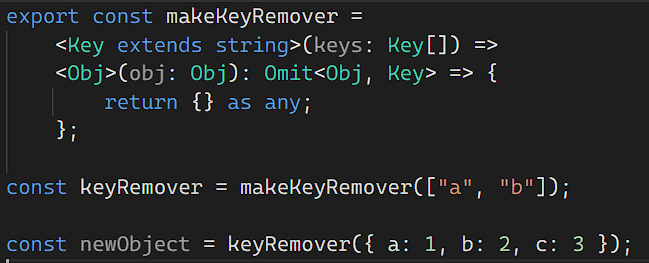 export const makeKeyRemover =
    <Key extends string>(keys: Key[]) =>
    <Obj>(obj: Obj): Omit<Obj, Key> => {
        return {} as any;
    };

const keyRemover = makeKeyRemover(["a", "b"]);

const newObject = keyRemover({ a: 1, b: 2, c: 3 });